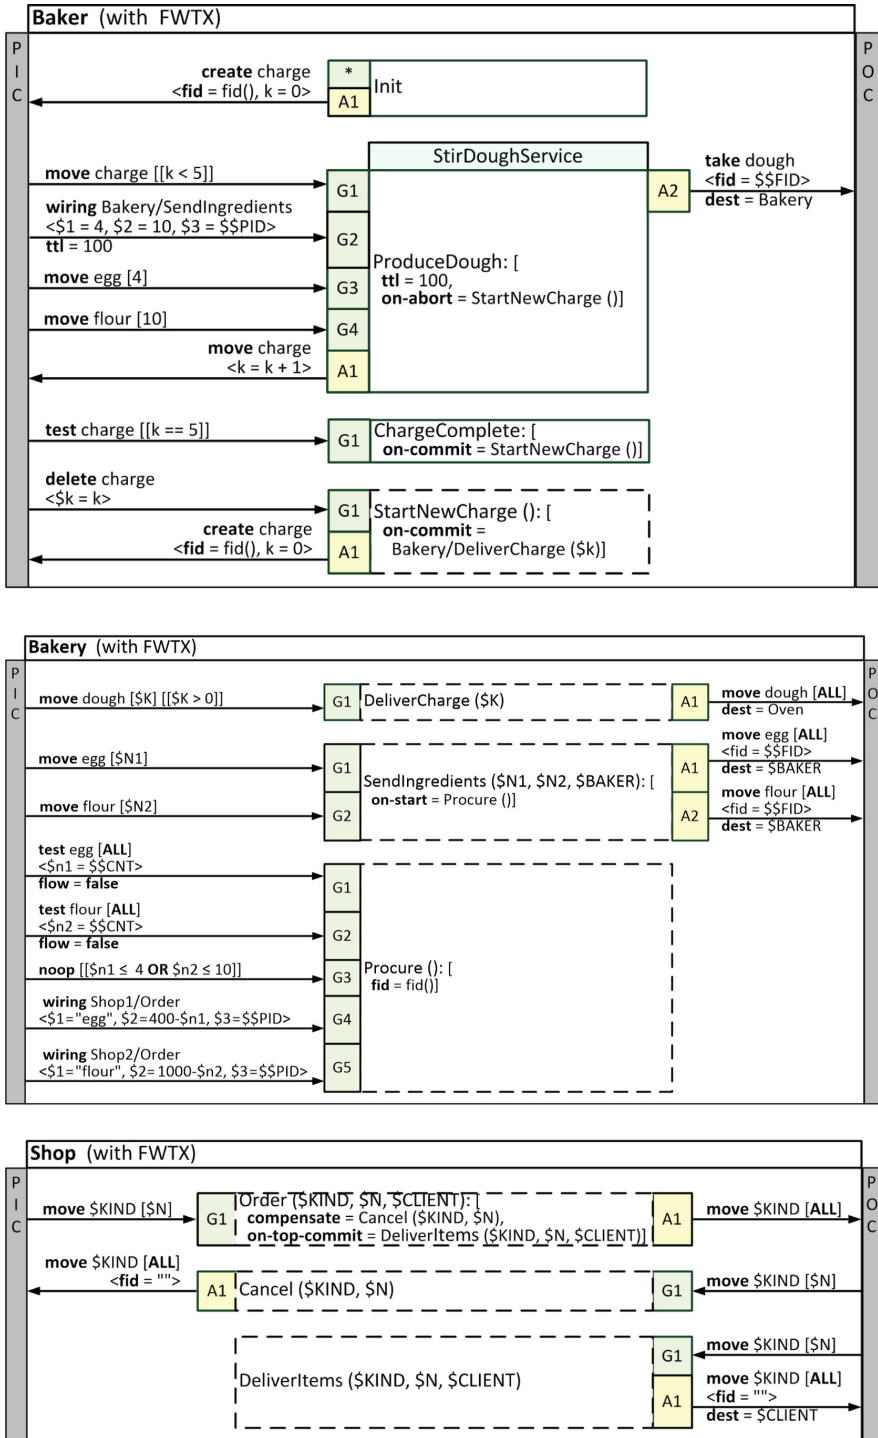 Baker (with FWTX)
P
I
C
P
O
C
create charge
<fid = fid(), k = 0>
*
A1
Init
StirDoughService
move charge [[k < 5]]
G1
wiring Bakery/SendIngredients
<$1 = 4, $2 = 10, $3 = $$PID>
ttl = 100
G2
move egg [4]
G3
move flour [10]
G4
move charge
<k = k + 1>
A1
ProduceDough: [
ttl = 100,
on-abort = StartNewCharge ()]
A2
take dough
<fid = $$FID>
dest = Bakery
test charge [[k == 5]]
G1
ChargeComplete: [
on-commit = StartNewCharge ()]
delete charge
<$k = k>
G1
create charge
<fid = fid(), k = 0>
A1
StartNewCharge (): [
on-commit =
Bakery/DeliverCharge ($k)]
Bakery (with FWTX)
P
I
C
P
O
C
move dough [$K] [[$K > 0]]
G1
DeliverCharge ($K)
A1
move dough [ALL]
dest = Oven
move egg [$N1]
G1
move flour [$N2]
G2
SendIngredients ($N1, $N2, $BAKER): [
on-start = Procure ()]
A1
move egg [ALL]
<fid = $$FID>
dest = $BAKER
A2
move flour [ALL]
<fid = $$FID>
dest = $BAKER
test egg [ALL]
<$n1 = $$CNT>
flow = false
G1
test flour [ALL]
<$n2 = $$CNT>
flow = false
G2
noop [[$n1 ≤ 4 OR $n2 ≤ 10]]
G3
wiring Shop1/Order
<$1="egg", $2=400-$n1, $3=$$PID>
G4
wiring Shop2/Order
<$1="flour", $2=1000-$n2, $3=$$PID>
G5
Procure (): [
fid = fid()]
Shop (with FWTX)
P
I
C
P
O
C
move $KIND [$N]
G1
Order ($KIND, $N, $CLIENT): [
compensate = Cancel ($KIND, $N),
on-top-commit = DeliverItems ($KIND, $N, $CLIENT)]
A1
move $KIND [ALL]
move $KIND [ALL]
<fid = "">
A1
Cancel ($KIND, $N)
G1
move $KIND [$N]
DeliverItems ($KIND, $N, $CLIENT)
G1
move $KIND [$N]
A1
move $KIND [ALL]
<fid = "">
dest = $CLIENT